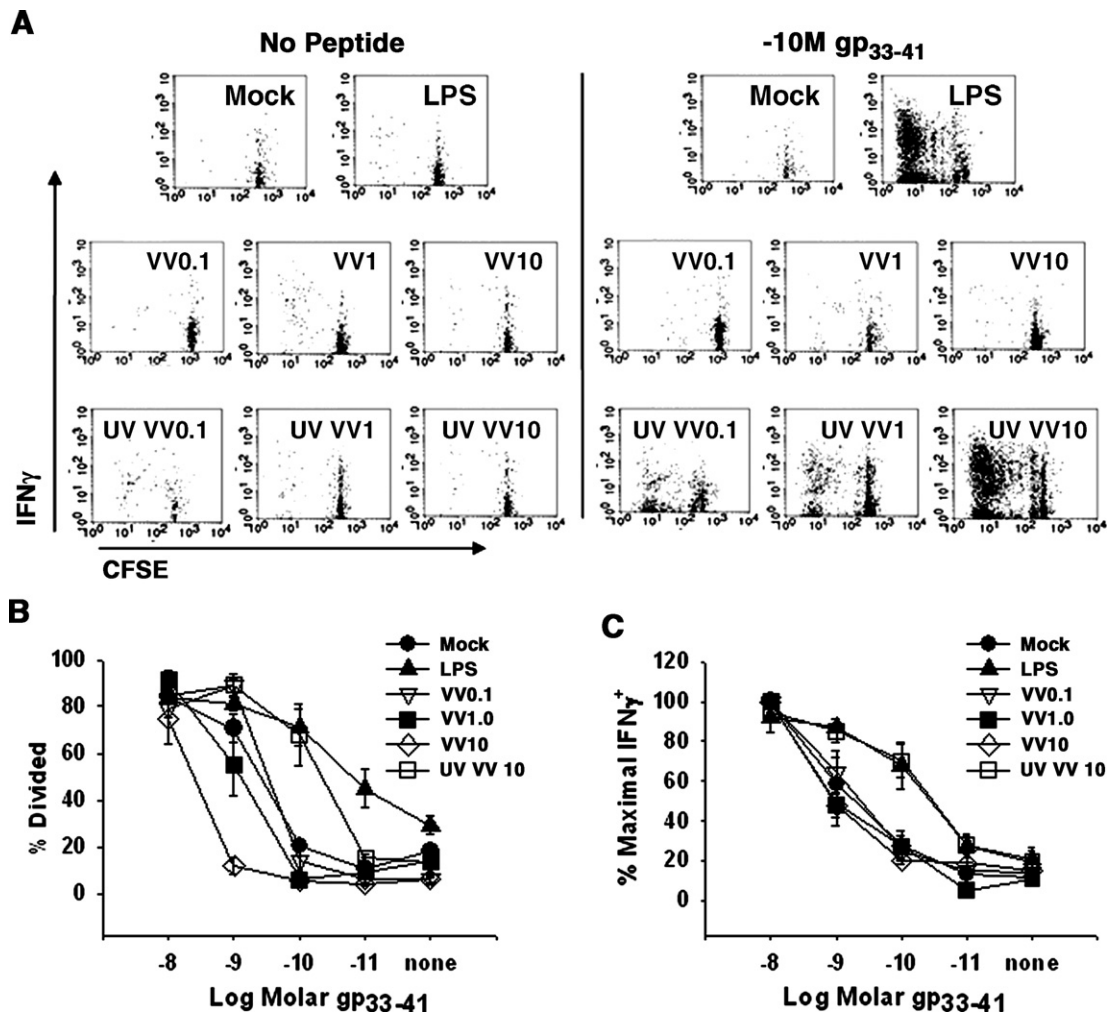 A
No Peptide
-10M gp33-41
Mock
LPS
Mock
LPS
VV0.1
VV1
VV10
VV0.1
VV1
VV10
UV VV0.1
UV VV1
UV VV10
UV VV0.1
UV VV1
UV VV10
IFNγ
CFSE
B
% Divided
100
80
60
40
20
0
-8
-9
-10
-11
none
Log Molar gp33-41
Mock
LPS
VV0.1
VV1.0
VV10
UV VV 10
C
% Maximal IFNγ+
120
100
80
60
40
20
0
-8
-9
-10
-11
none
Log Molar gp33-41
Mock
LPS
VV0.1
VV1.0
VV10
UV VV 10